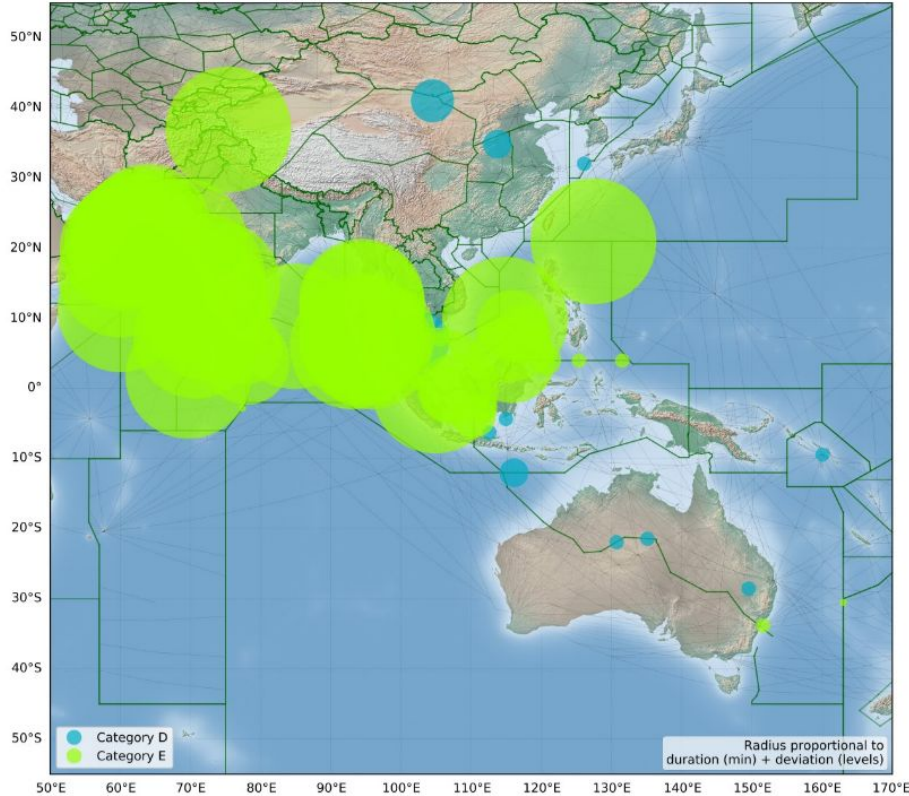 50°N
40°N
30°N
20°N
10°N
0°
10°S
20°S
30°S
40°S
50°S
Category D
Category E
Radius proportional to
duration (min) + deviation (levels)
50°E 60°E 70°E 80°E 90°E 100°E 110°E 120°E 130°E 140°E 150°E 160°E 170°E